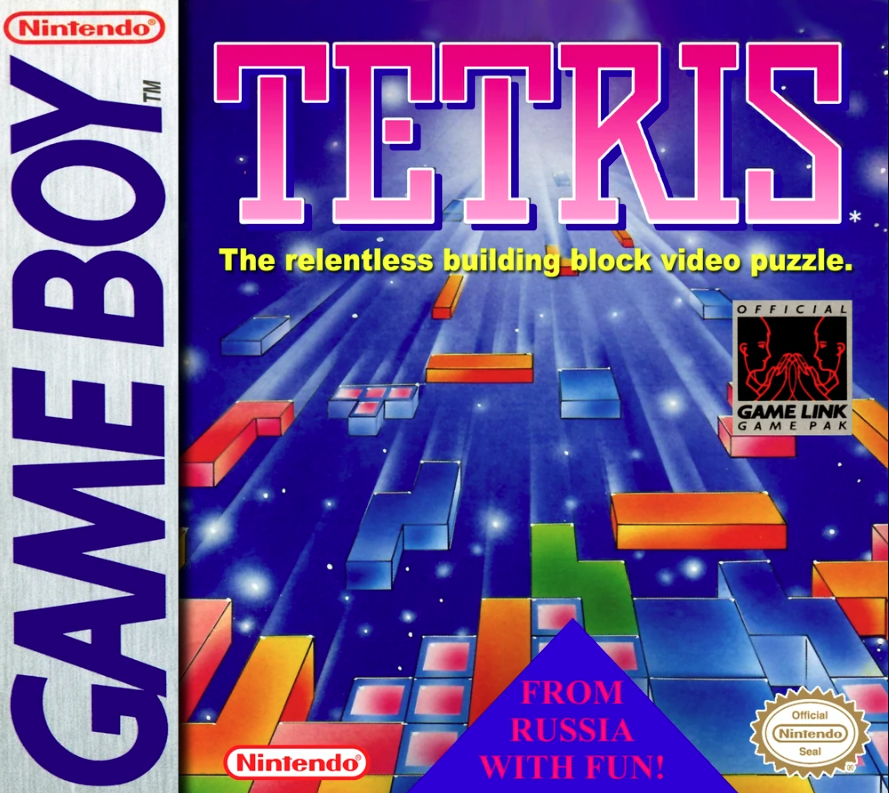 Nintendo®
GAME BOY™
TETRIS*
The relentless building block video puzzle.
OFFICIAL
GAME LINK
GAME PAK
FROM
RUSSIA
WITH FUN!
Nintendo®
Official
Nintendo
Seal